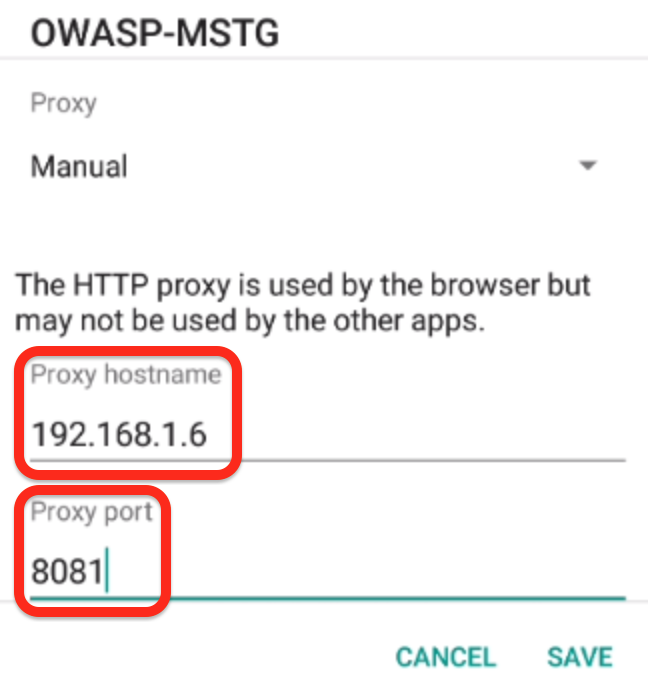 OWASP-MSTG
Proxy
Manual
The HTTP proxy is used by the browser but
may not be used by the other apps.
Proxy hostname
192.168.1.6
Proxy port
8081
CANCEL SAVE